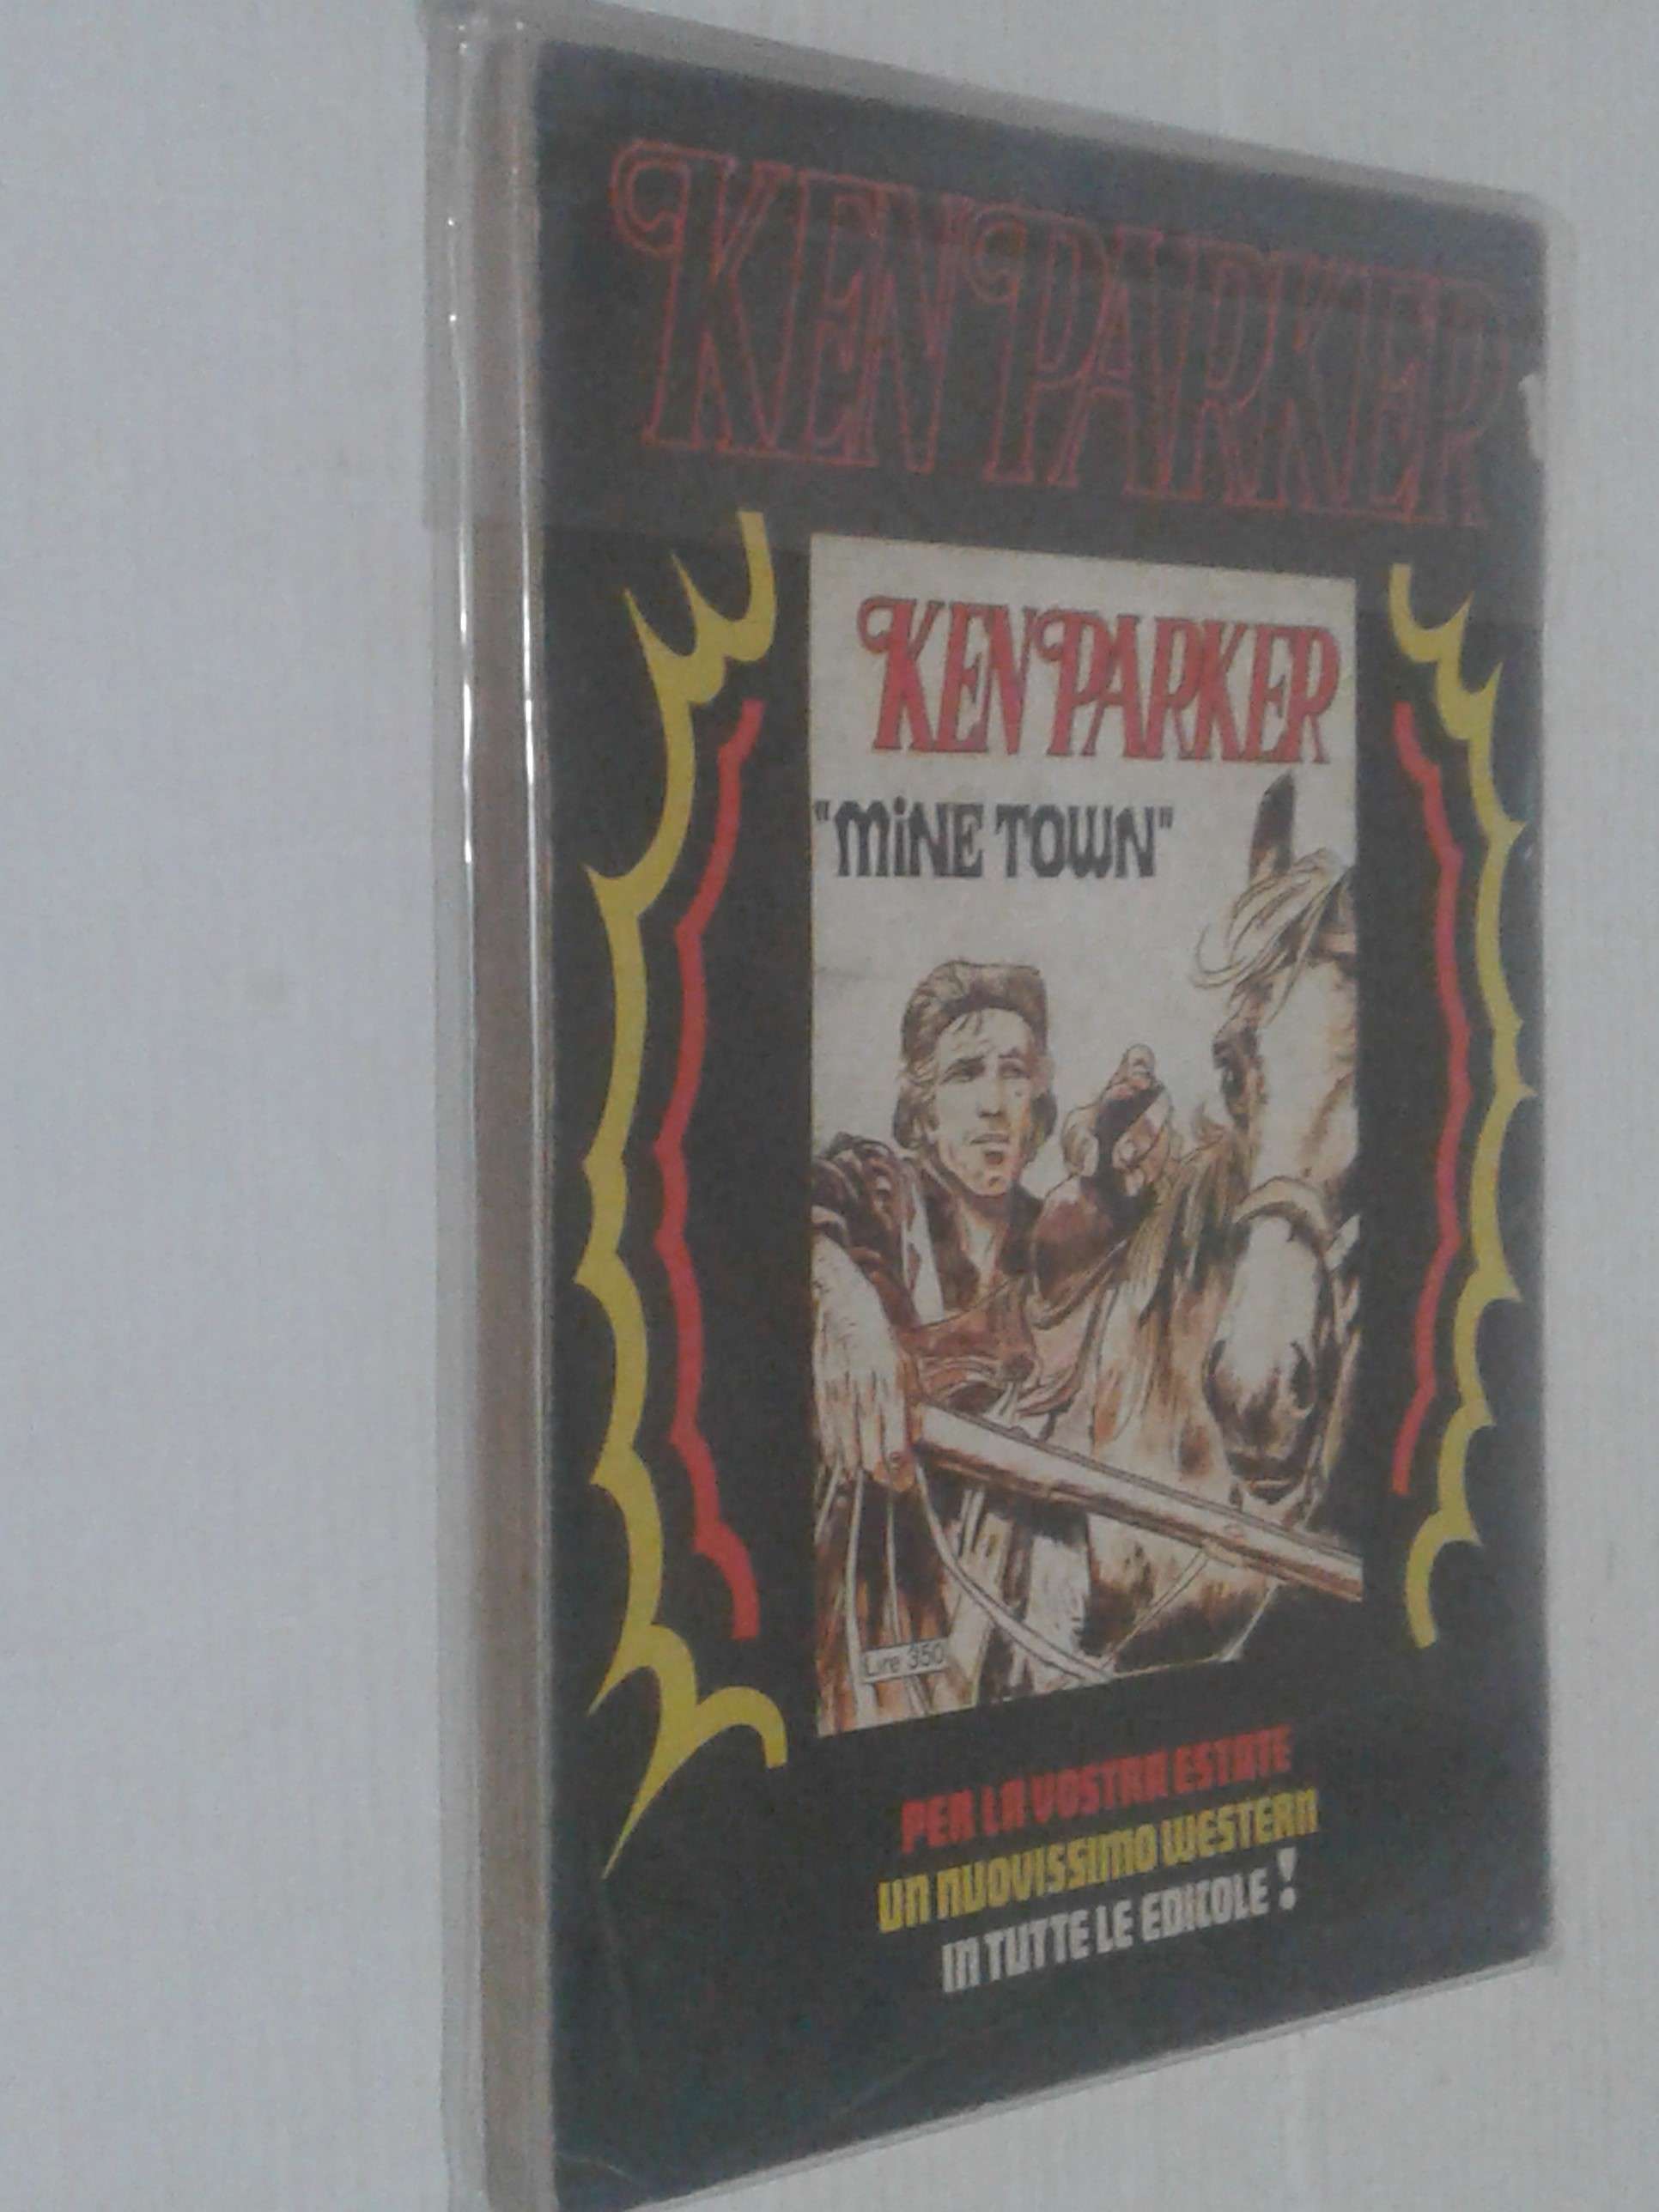 KEN PARKER
KEN PARKER
"MiNE TOWN"
Lire 350
PER LA VOSTRA ESTATE
UN NUOVISSIMO WESTERN
IN TUTTE LE EDICOLE !